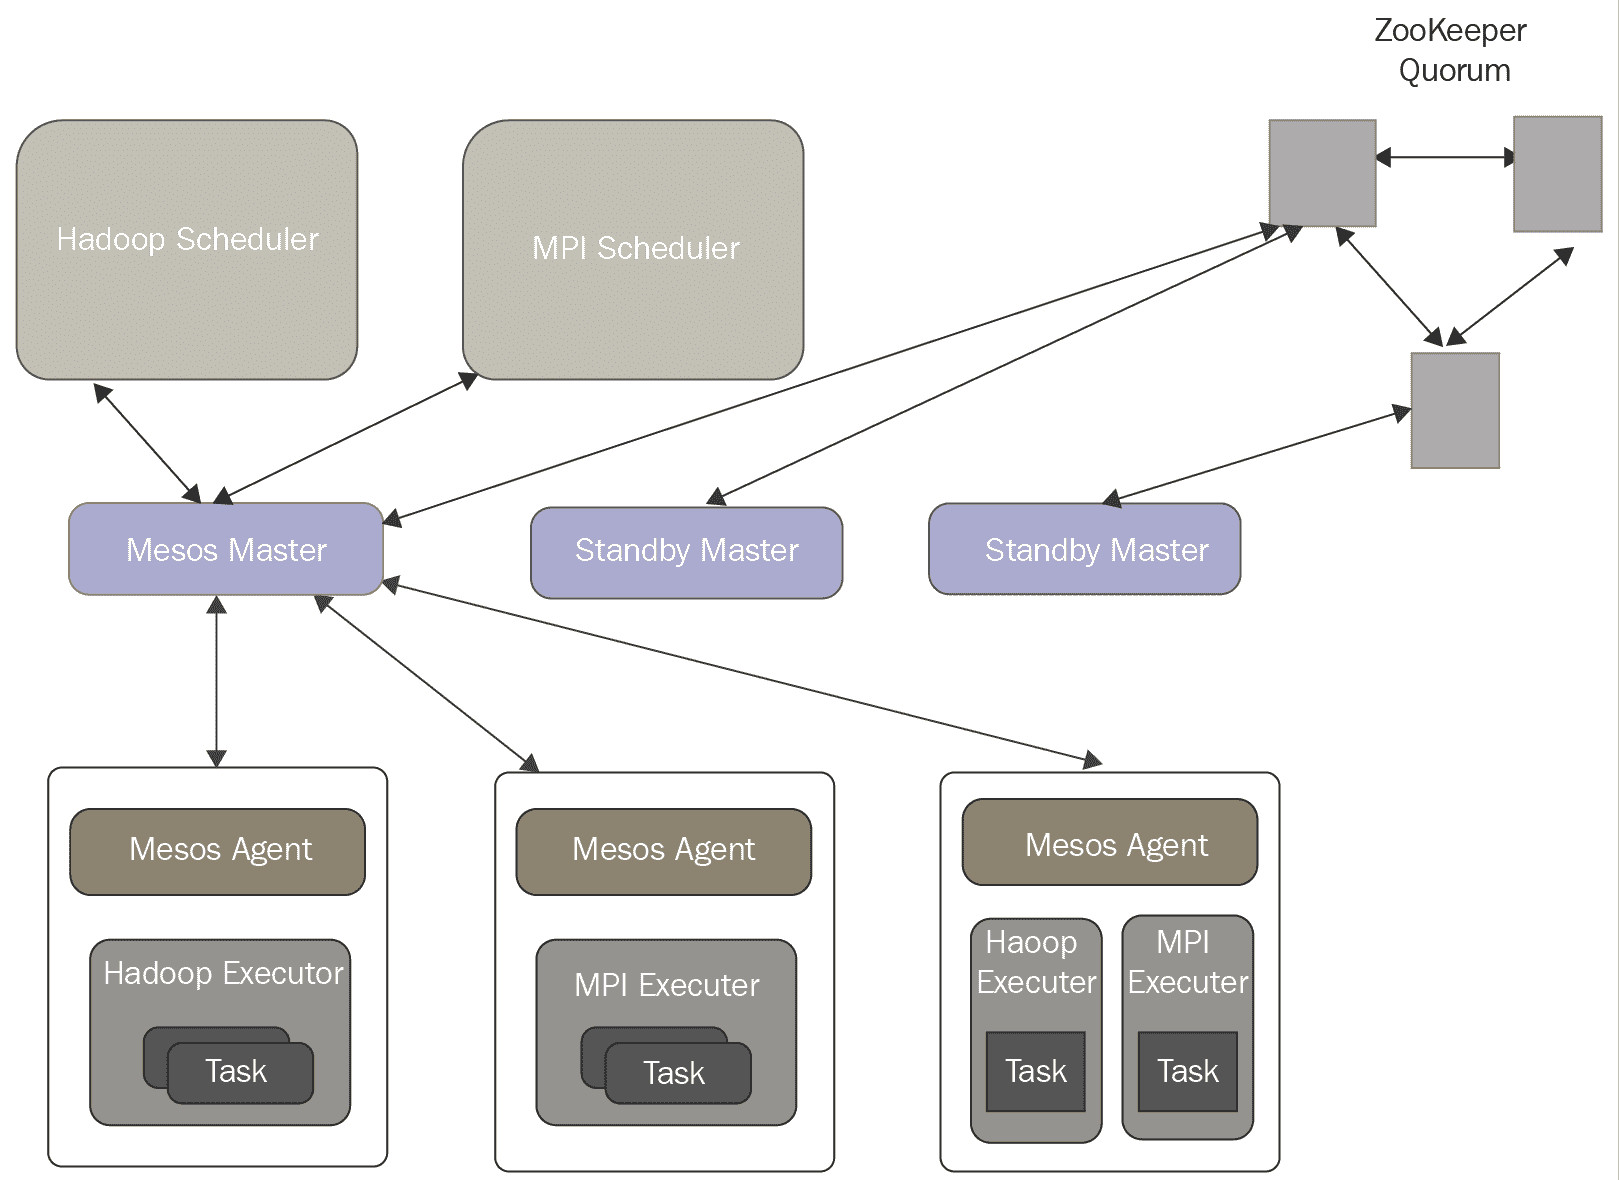 ZooKeeper
Quorum
Hadoop Scheduler
MPI Scheduler
Mesos Master
Standby Master
Standby Master
Mesos Agent
Mesos Agent
Mesos Agent
Hadoop Executor
Task
MPI Executer
Task
Haoop
Executer
Task
MPI
Executer
Task